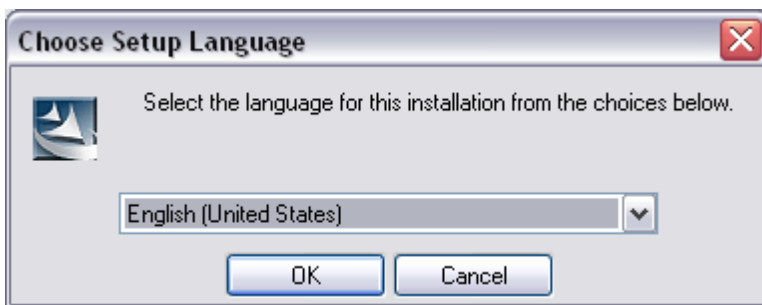 Choose Setup Language
Select the language for this installation from the choices below.
English (United States)
OK
Cancel